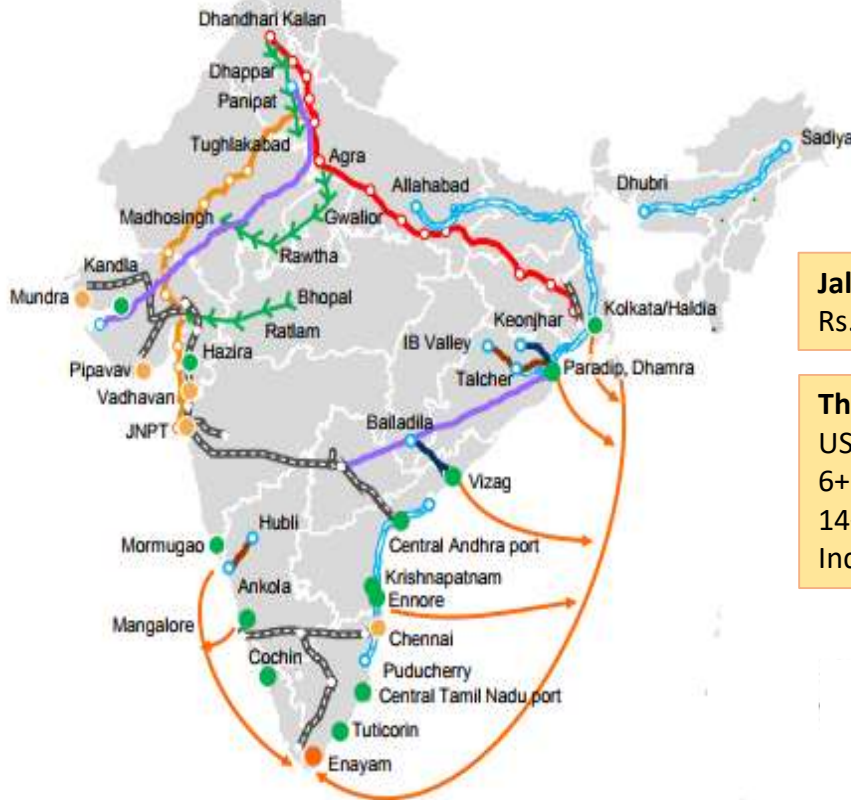 Dhandhari Kalan
Dhappar
Panipat
Tughlakabad
Agra
Sadiya
Allahabad
Dhubri
Madhosingh
Gwalior
Rawtha
Kandla
Mundra
Bhopal
Ratlam
Kolkata/Haldia
Keonjhar
IB Valley
Hazira
Pipavav
Talcher
Paradip, Dhamra
Vadhavan
JNPT
Bailadila
Vizag
Hubli
Mormugao
Central Andhra port
Ankola
Krishnapatnam
Ennore
Mangalore
Chennai
Cochin
Puducherry
Central Tamil Nadu port
Tuticorin
Enayam
Jal
Rs.
Th
US
6+
14
Inc